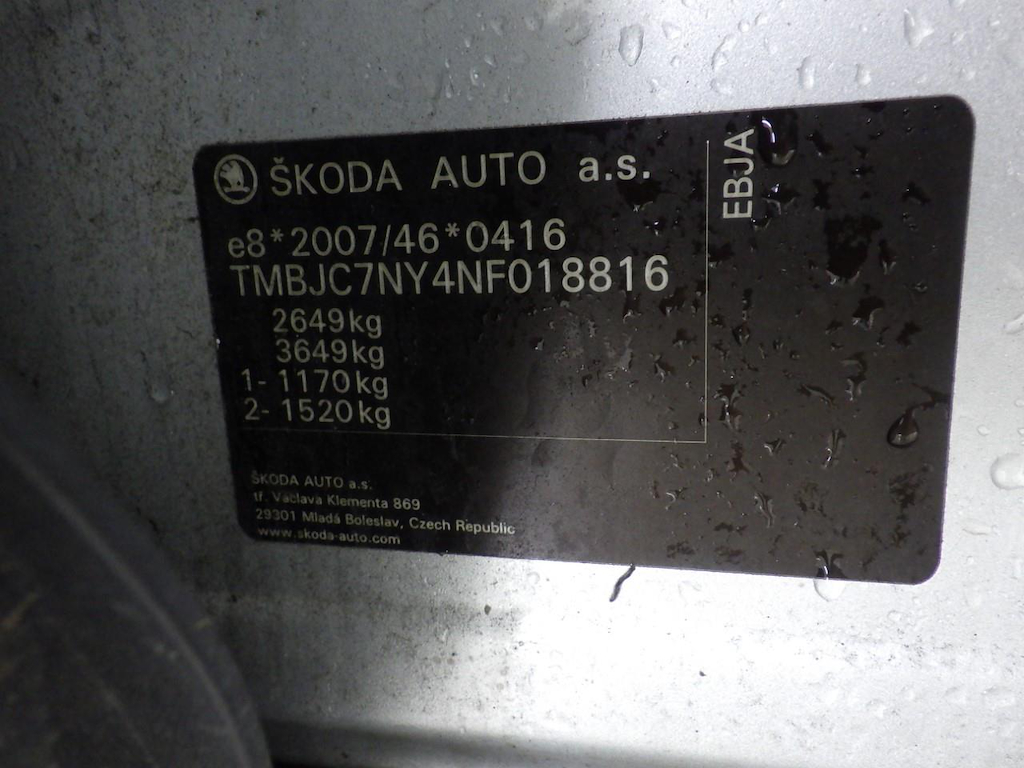 ŠKODA AUTO a.s.
EBJA
e8*2007/46*0416
TMBJC7NY4NF018816
2649kg
3649kg
1- 1170kg
2- 1520kg
ŠKODA AUTO a.s.
tř. Václava Klementa 869
29301 Mladá Boleslav, Czech Republic
www.skoda-auto.com